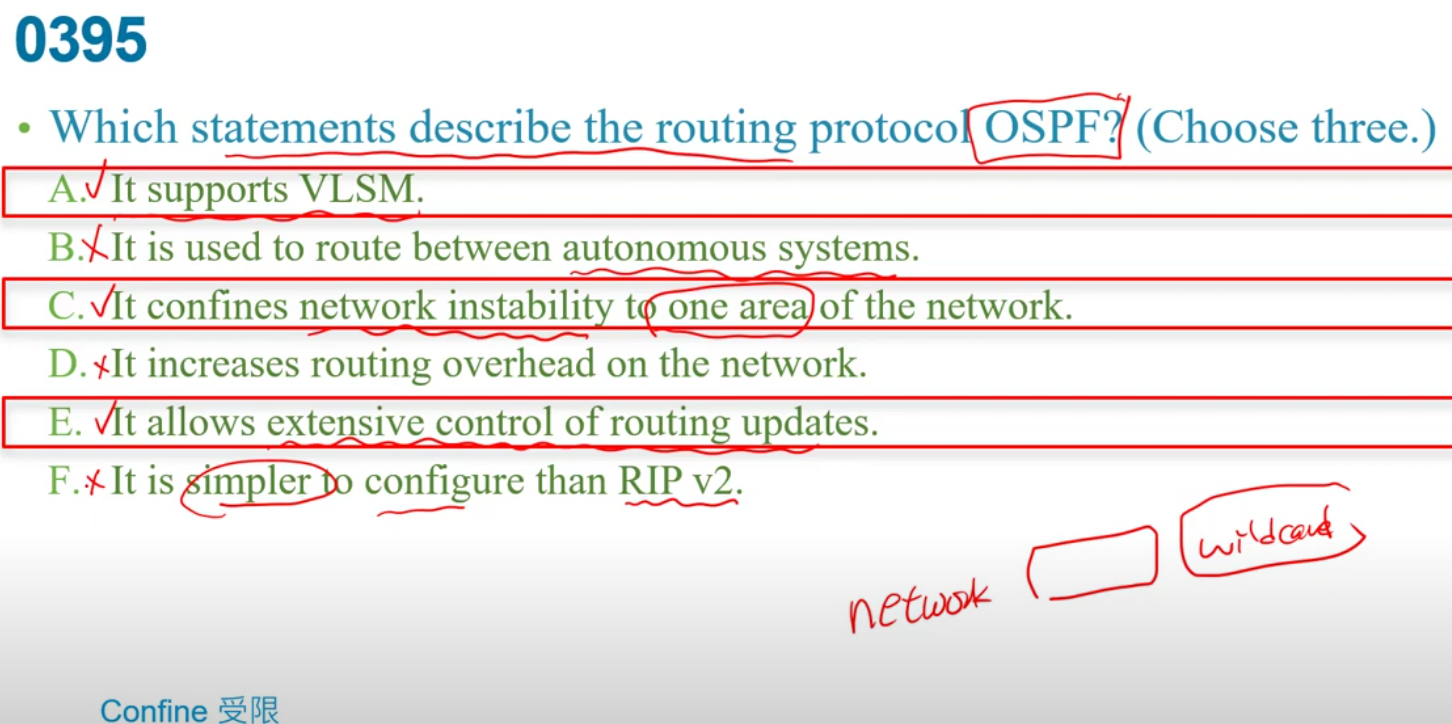 0395
• Which statements describe the routing protocol OSPF? (Choose three.)
A. ✓ It supports VLSM.
B. ✗ It is used to route between autonomous systems.
C. ✓ It confines network instability to one area of the network.
D. ✗ It increases routing overhead on the network.
E. ✓ It allows extensive control of routing updates.
F. ✗ It is simpler to configure than RIP v2.
network wildcard
Confine 受限